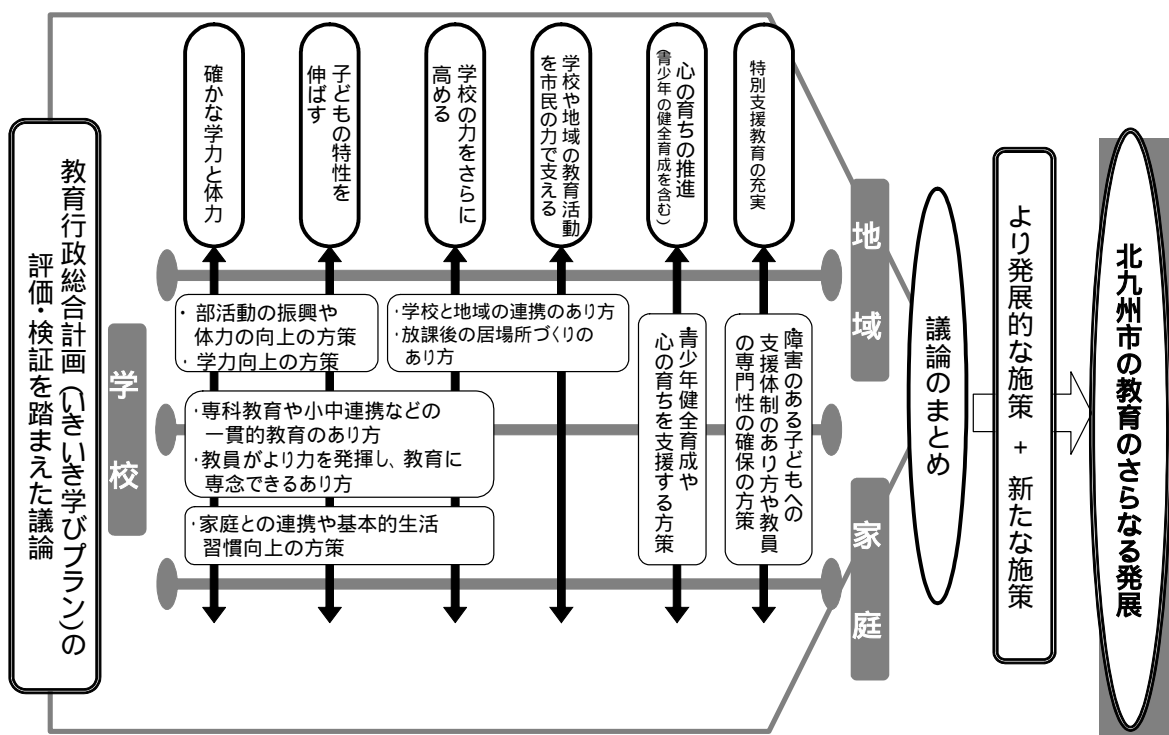 教育行政総合計画（いきいき学びプラン）の
評価・検証を踏まえた議論
学校
確かな学力と体力
子どもの特性を
伸ばす
学校の力をさらに
高める
学校や地域の教育活動
を市民の力で支える
心の育ちの推進
（青少年の健全育成を含む）
特別支援教育の充実
・部活動の振興や
体力の向上の方策
・学力向上の方策
・学校と地域の連携のあり方
・放課後の居場所づくりの
あり方
・専科教育や小中連携などの
一貫的教育のあり方
・教員がより力を発揮し、教育に
専念できるあり方
・家庭との連携や基本的生活
習慣向上の方策
青少年健全育成や
心の育ちを支援する方策
障害のある子どもへの
支援体制のあり方や教員
の専門性の確保の方策
地域
家庭
議論のまとめ
より発展的な施策 + 新たな施策
北九州市の教育のさらなる発展